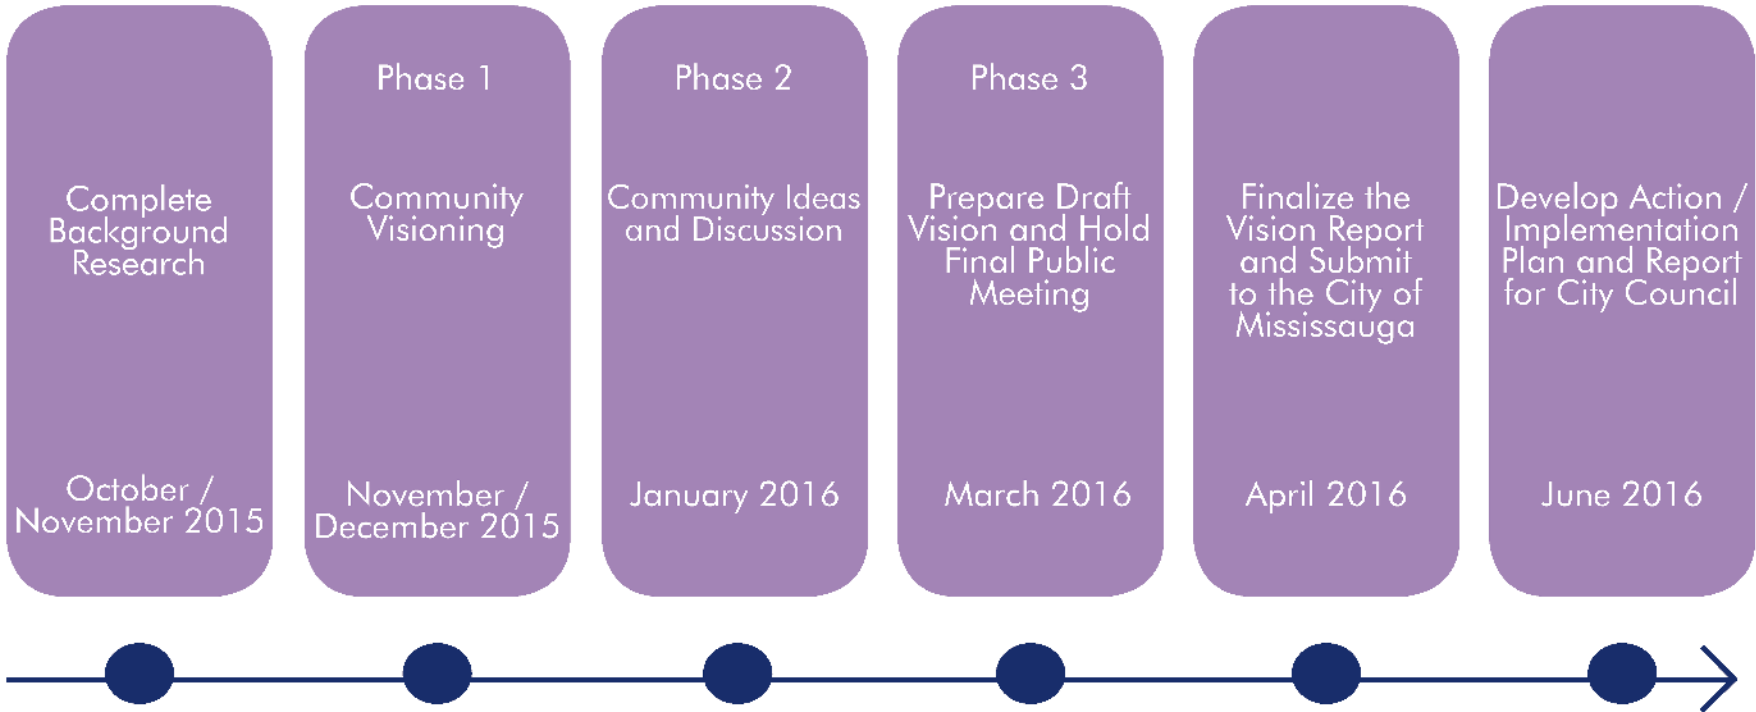 Complete
Background
Research
October /
November 2015
Phase 1
Community
Visioning
November /
December 2015
Phase 2
Community Ideas
and Discussion
January 2016
Phase 3
Prepare Draft
Vision and Hold
Final Public
Meeting
March 2016
Finalize the
Vision Report
and Submit
to the City of
Mississauga
April 2016
Develop Action /
Implementation
Plan and Report
for City Council
June 2016